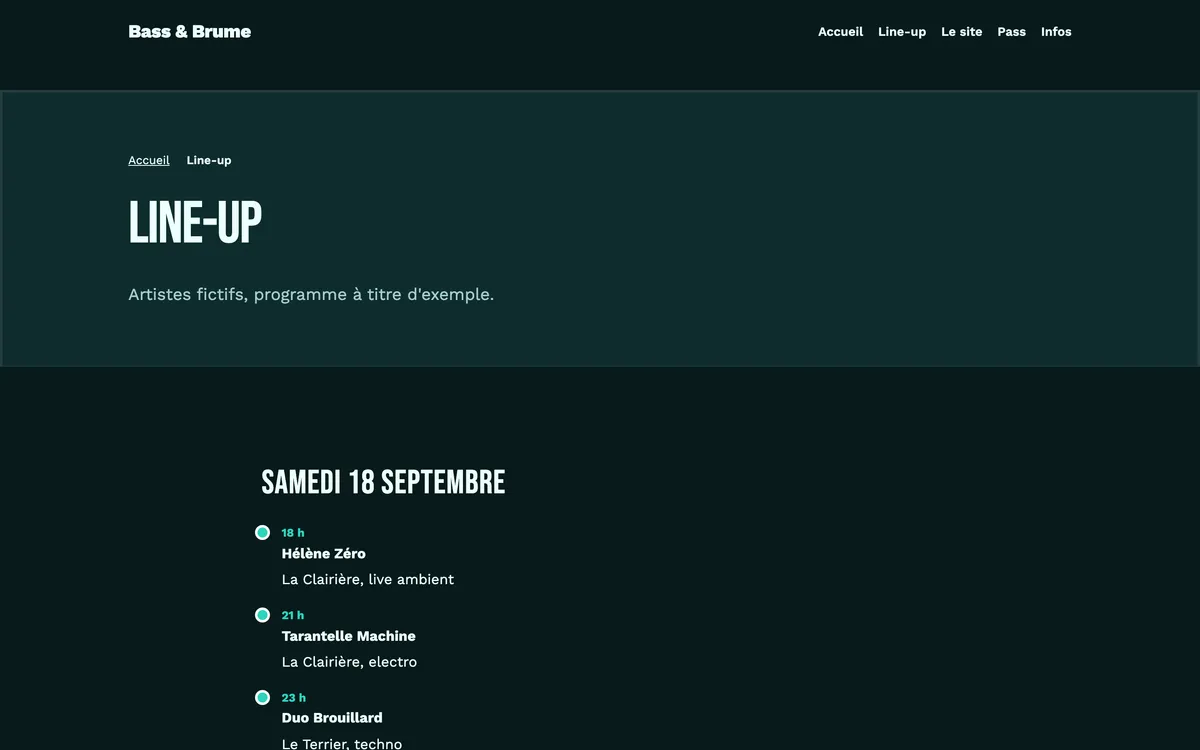 Bass & Brume
Accueil Line-up Le site Pass Infos
Accueil Line-up
LINE-UP
Artistes fictifs, programme à titre d'exemple.
SAMEDI 18 SEPTEMBRE
18 h
Hélène Zéro
La Clairière, live ambient
21 h
Tarantelle Machine
La Clairière, electro
23 h
Duo Brouillard
Le Terrier, techno